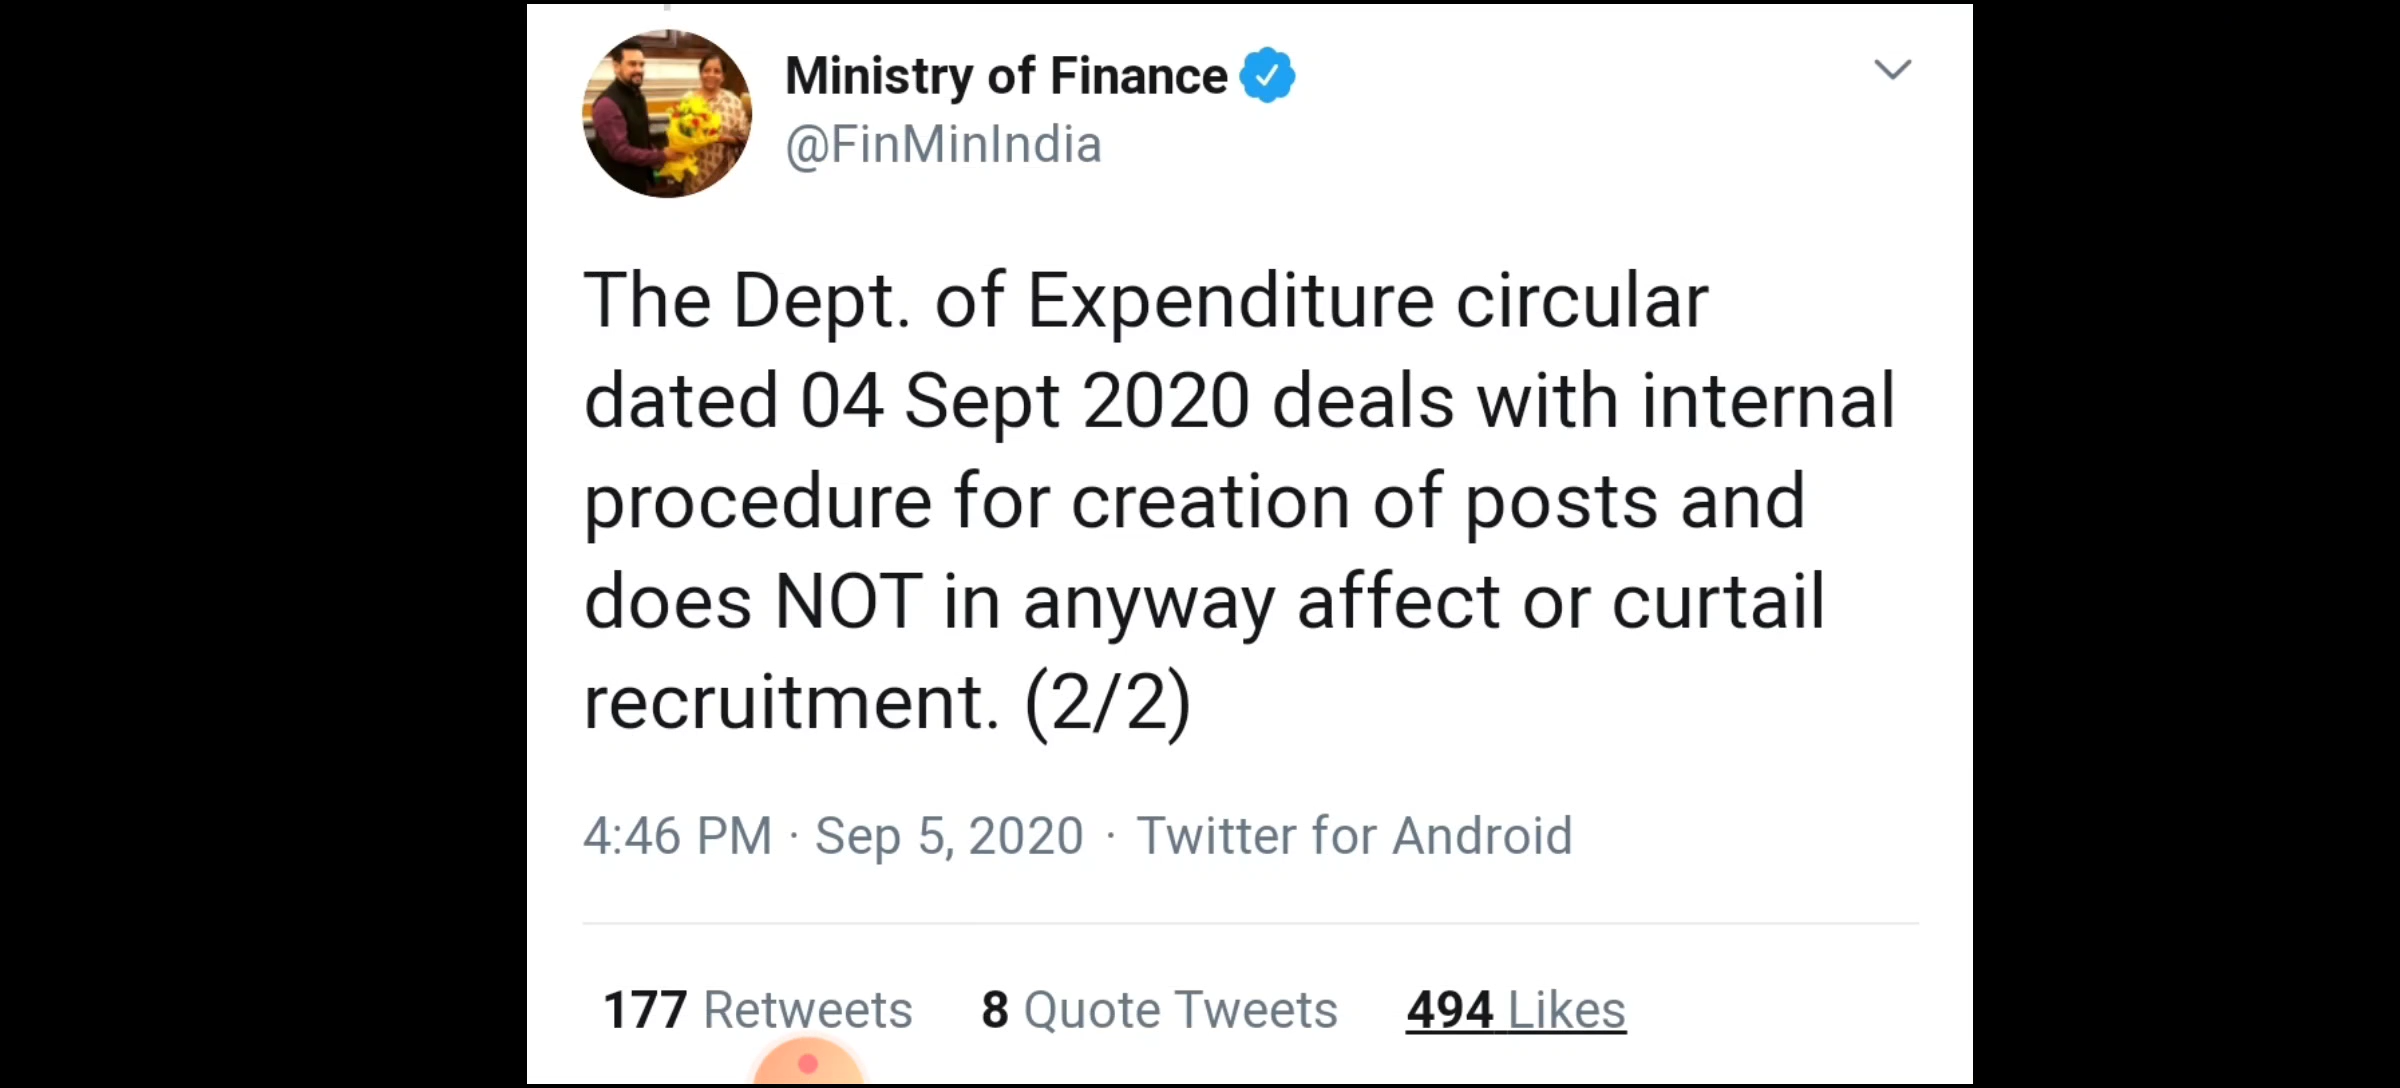 Ministry of Finance
@FinMinIndia
The Dept. of Expenditure circular
dated 04 Sept 2020 deals with internal
procedure for creation of posts and
does NOT in anyway affect or curtail
recruitment. (2/2)
4:46 PM · Sep 5, 2020 · Twitter for Android
177 Retweets 8 Quote Tweets 494 Likes